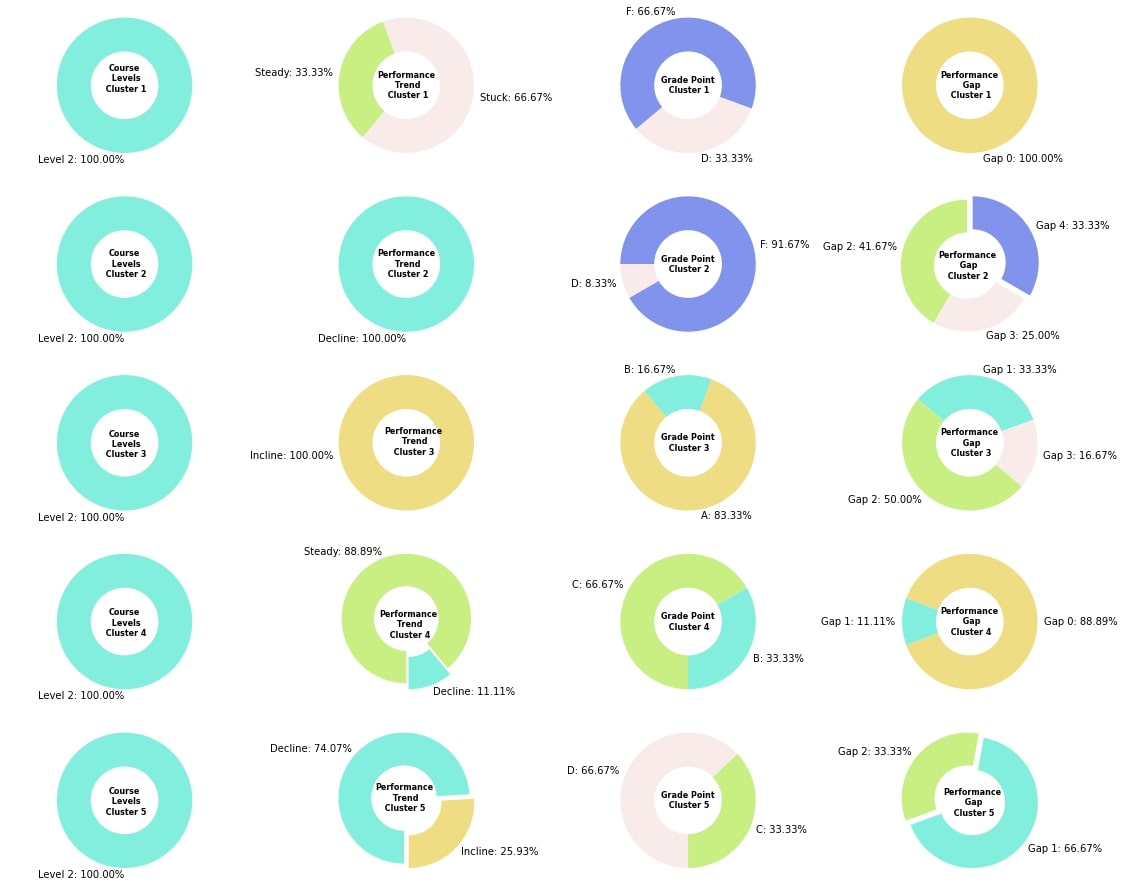 Course
Levels
Cluster 1
Level 2: 100.00%
Steady: 33.33%
Performance
Trend
Cluster 1
Stuck: 66.67%
F: 66.67%
Grade Point
Cluster 1
D: 33.33%
Performance
Gap
Cluster 1
Gap 0: 100.00%
Course
Levels
Cluster 2
Level 2: 100.00%
Performance
Trend
Cluster 2
Decline: 100.00%
F: 91.67%
Grade Point
Cluster 2
D: 8.33%
Gap 4: 33.33%
Gap 2: 41.67%
Performance
Gap
Cluster 2
Gap 3: 25.00%
Course
Levels
Cluster 3
Level 2: 100.00%
Performance
Trend
Cluster 3
Incline: 100.00%
B: 16.67%
Grade Point
Cluster 3
A: 83.33%
Gap 1: 33.33%
Performance
Gap
Cluster 3
Gap 3: 16.67%
Gap 2: 50.00%
Course
Levels
Cluster 4
Level 2: 100.00%
Steady: 88.89%
Performance
Trend
Cluster 4
Decline: 11.11%
C: 66.67%
Grade Point
Cluster 4
B: 33.33%
Gap 1: 11.11%
Performance
Gap
Cluster 4
Gap 0: 88.89%
Course
Levels
Cluster 5
Level 2: 100.00%
Decline: 74.07%
Performance
Trend
Cluster 5
Incline: 25.93%
D: 66.67%
Grade Point
Cluster 5
C: 33.33%
Gap 2: 33.33%
Performance
Gap
Cluster 5
Gap 1: 66.67%